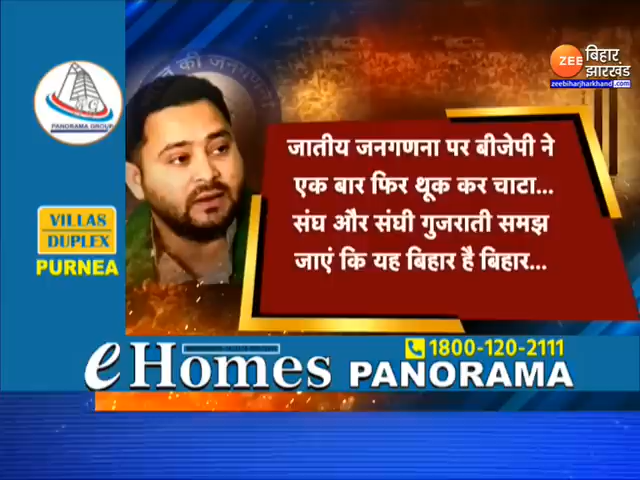 ZEE
बिहार
झारखंड
zeebiharjharkhand.com
PANORAMA GROUP
जातीय जनगणना पर बीजेपी ने
एक बार फिर थूक कर चाटा...
संघ और संघी गुजराती समझ
जाएं कि यह बिहार है बिहार...
VILLAS
DUPLEX
PURNEA
1800-120-2111
eHomes PANORAMA